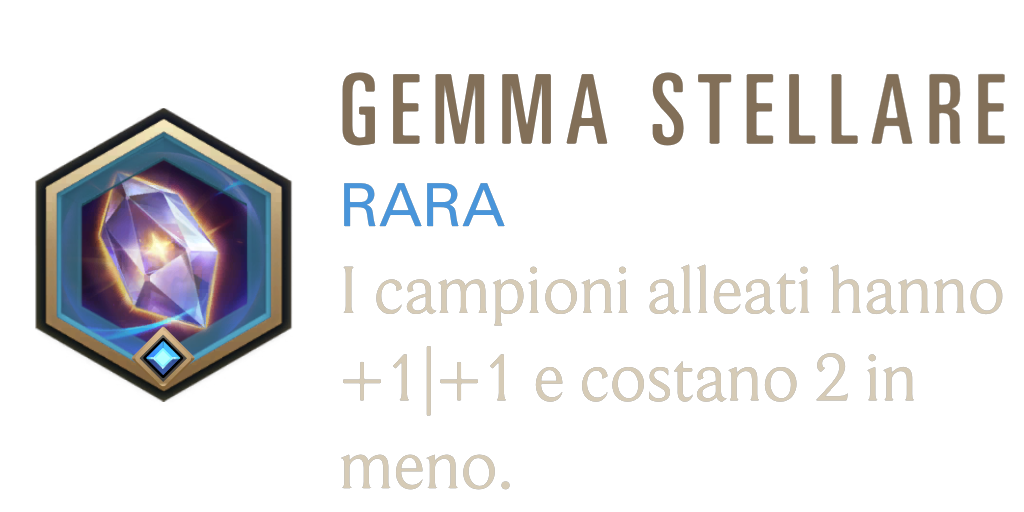 GEMMA STELLARE
RARA
I campioni alleati hanno
+1|+1 e costano 2 in
meno.